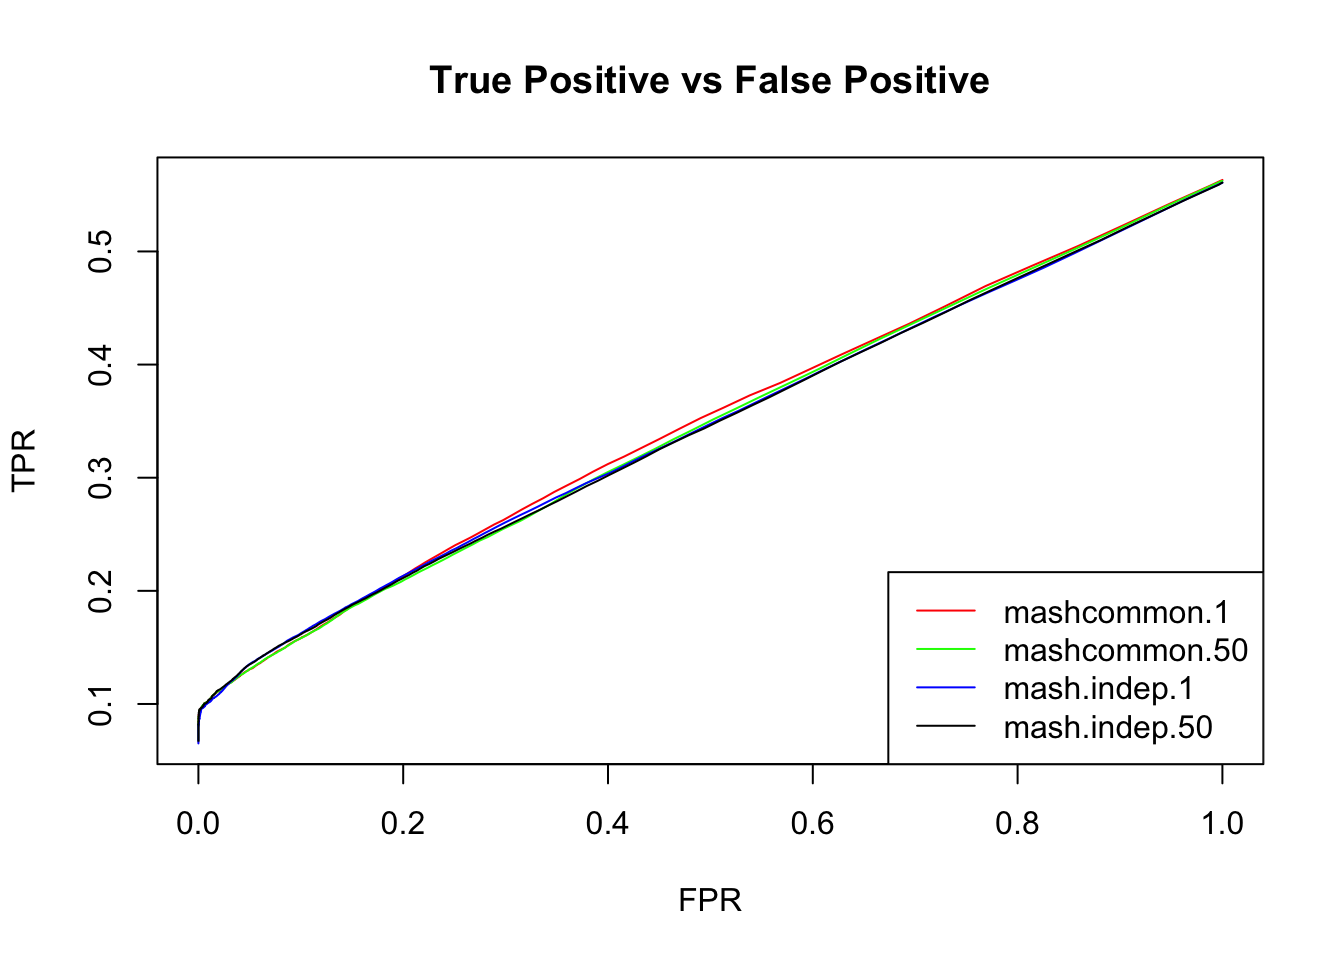 True Positive vs False Positive
TPR
0.5
0.4
0.3
0.2
0.1
mashcommon.1
mashcommon.50
mash.indep.1
mash.indep.50
0.0 0.2 0.4 0.6 0.8 1.0
FPR